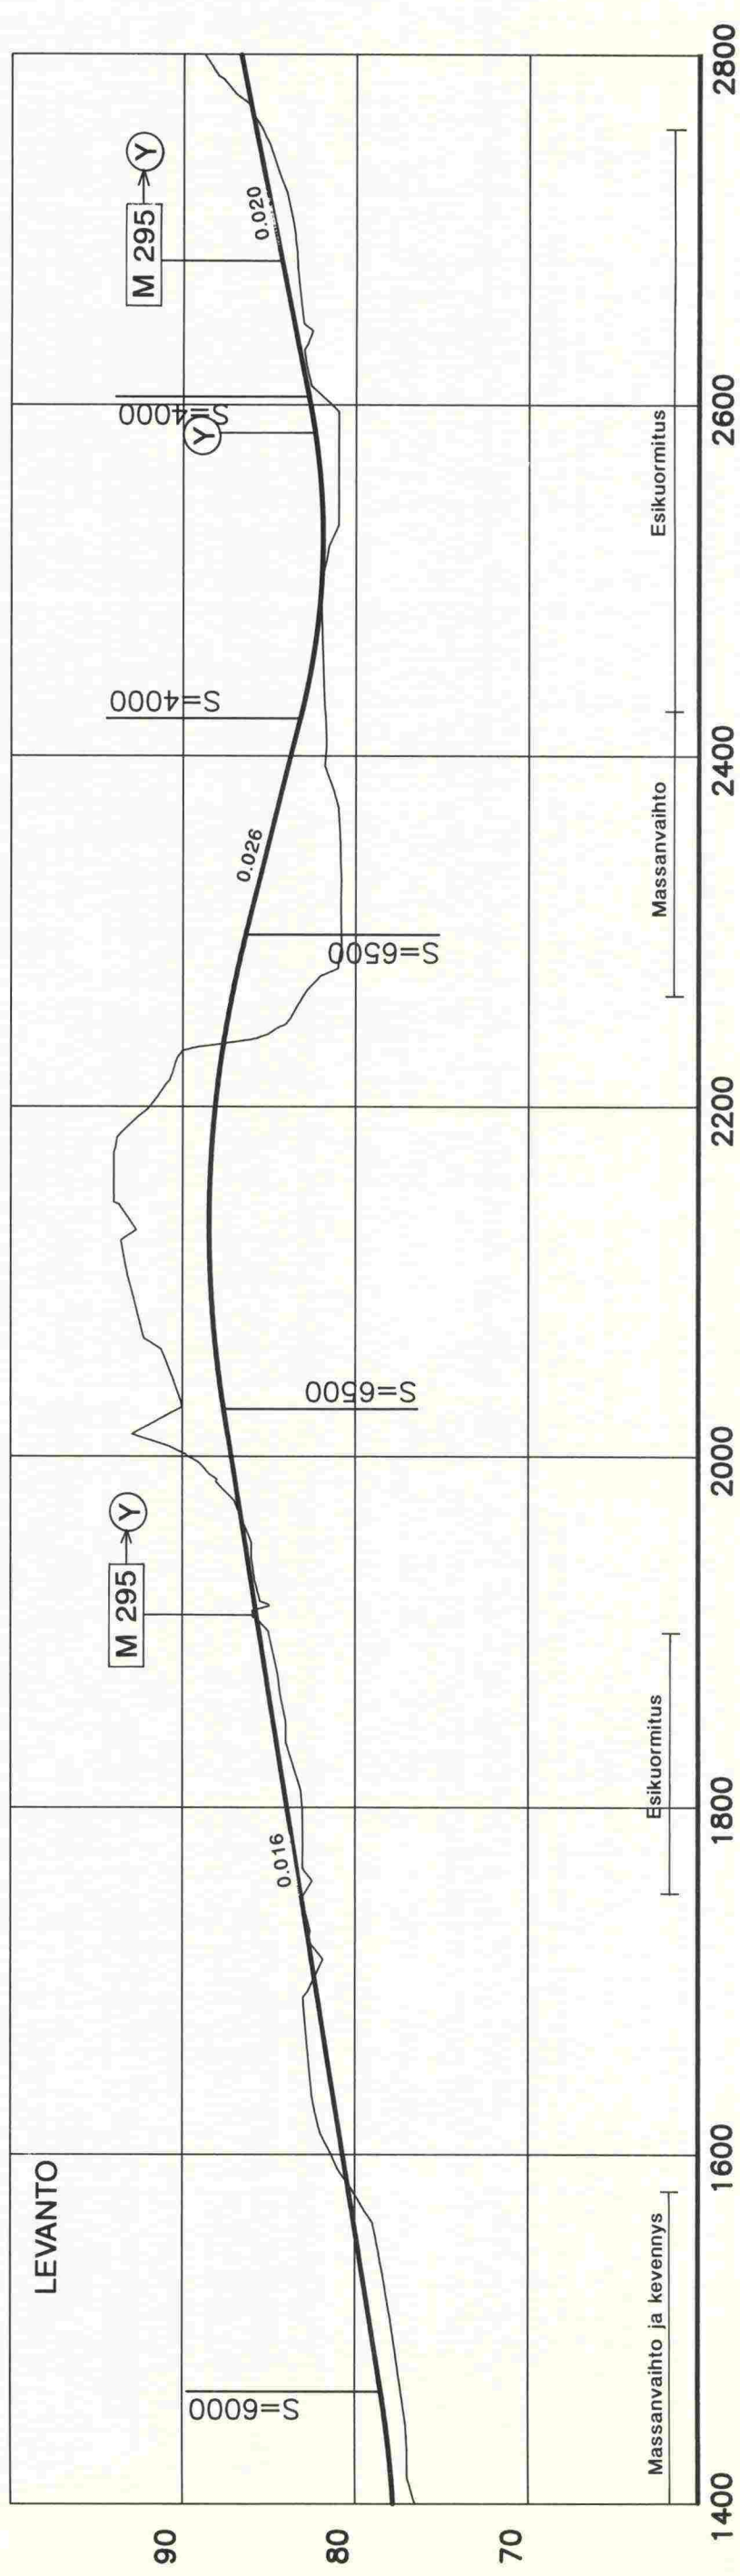 LEVANTO
90
80
70
S=6000
0.016
M 295
Y
S=6500
S=6500
0.026
S=4000
S=4000
Y
0.020
M 295
Y
Massanvaihto ja kevennys
Esikuormitus
Massanvaihto
Esikuormitus
1400
1600
1800
2000
2200
2400
2600
2800